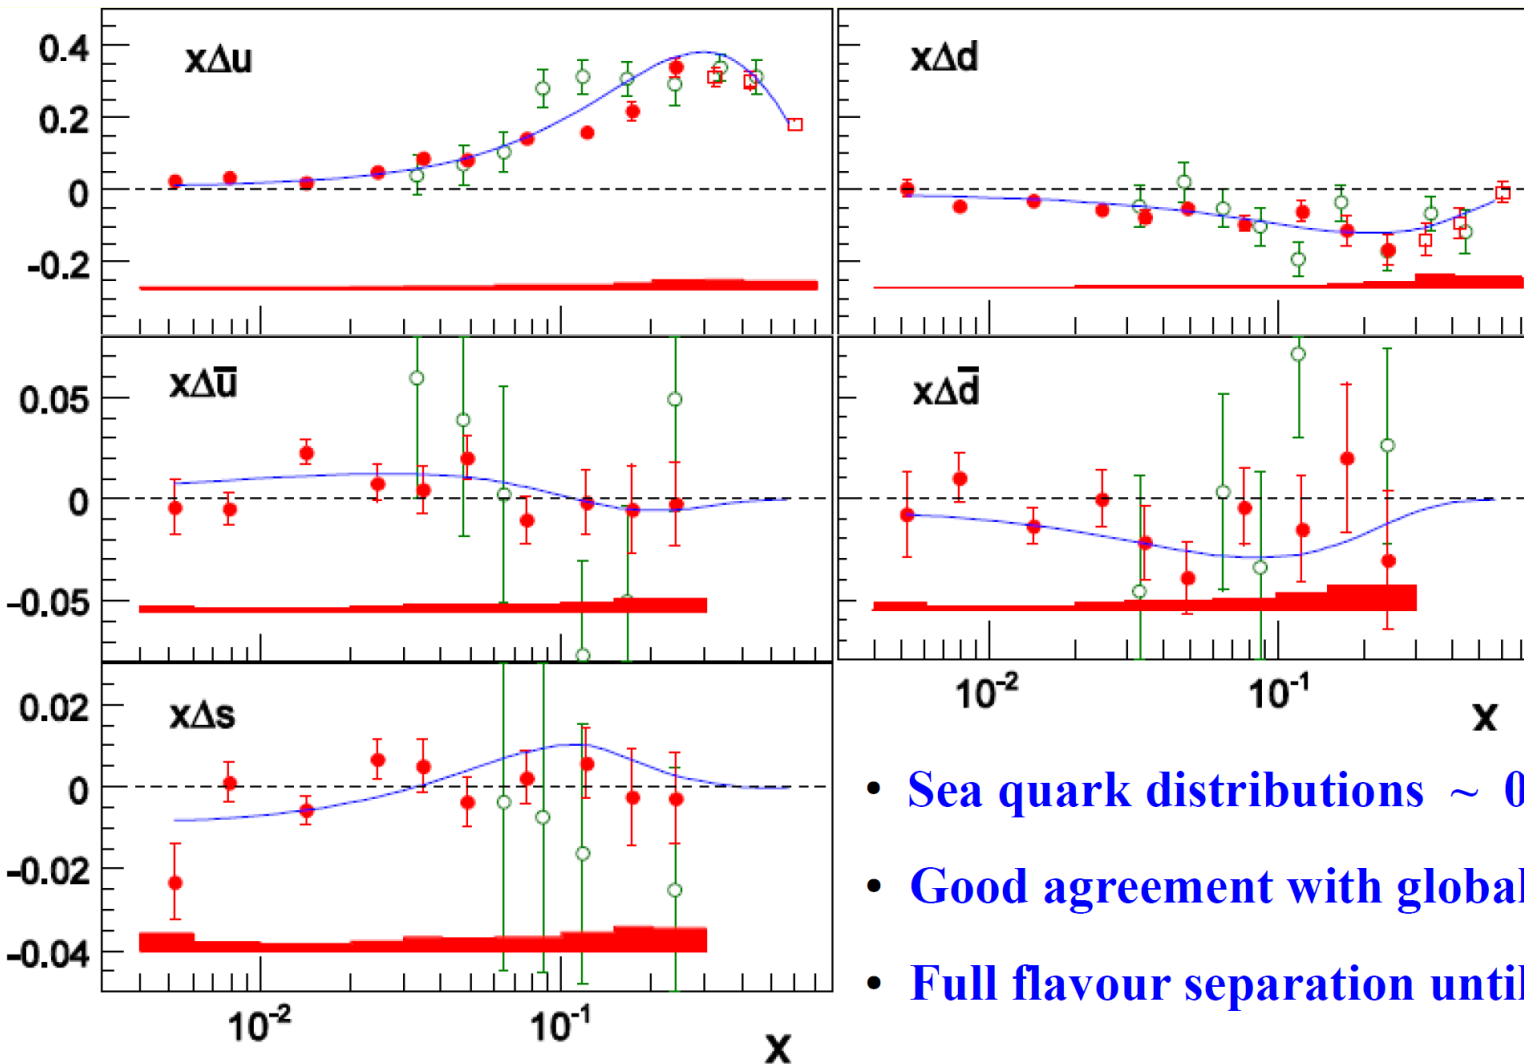 xΔu
0.4
0.2
0
-0.2
xΔd
xΔu̅
0.05
0
-0.05
xΔd̅
10⁻² 10⁻¹
x
xΔs
0.02
0
-0.02
-0.04
10⁻² 10⁻¹
x
• Sea quark distributions ~ 0
• Good agreement with global
• Full flavour separation until